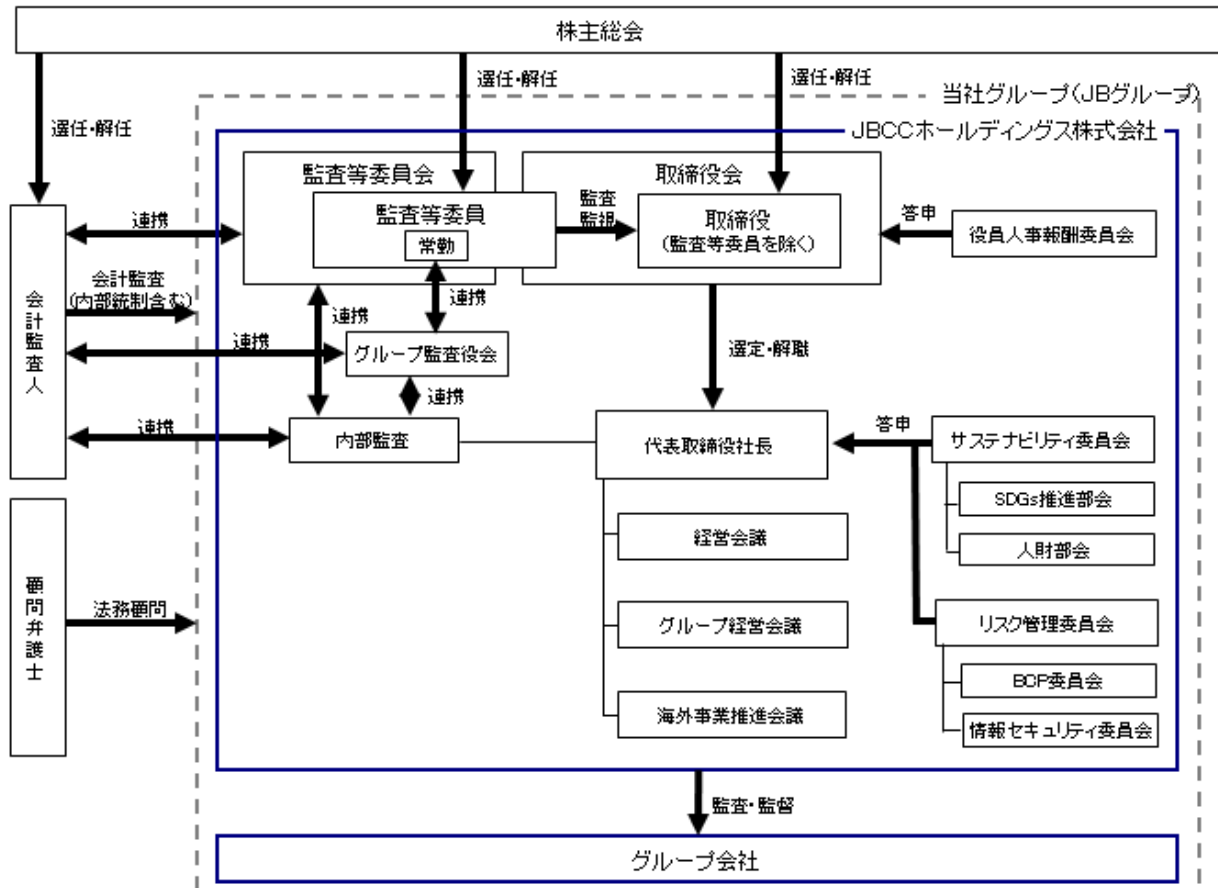 株主総会
選任・解任
選任・解任
選任・解任
当社グループ(JBグループ)
JBCCホールディングス株式会社
監査等委員会
取締役会
監査等委員
常勤
監査
監視
取締役
(監査等委員を除く)
答申
役員人事報酬委員会
連携
会計監査
(内部統制含む)
会計監査人
連携
連携
グループ監査役会
連携
選定・解職
連携
連携
内部監査
代表取締役社長
答申
サステナビリティ委員会
SDGs推進部会
人財部会
経営会議
グループ経営会議
海外事業推進会議
リスク管理委員会
BCP委員会
情報セキュリティ委員会
顧問弁護士
法務顧問
監査・監督
グループ会社